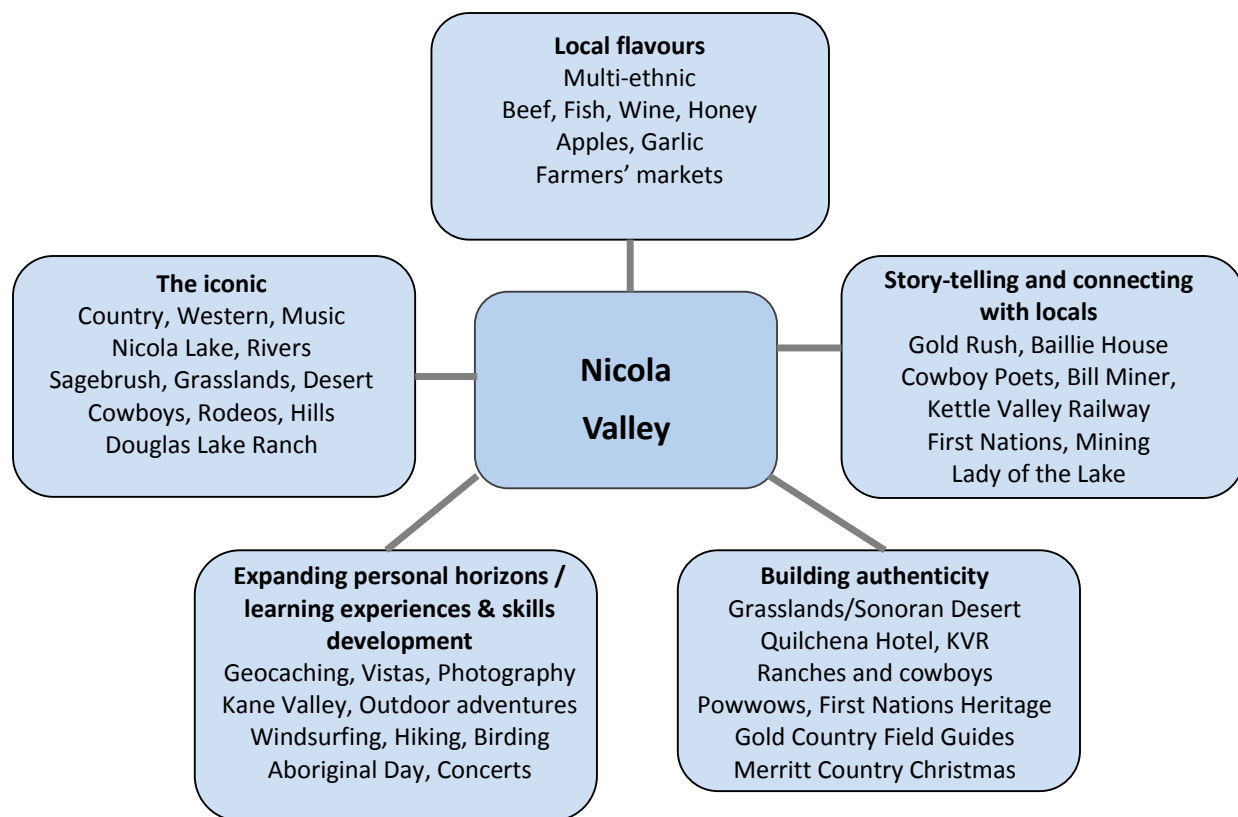 Local flavours
Multi-ethnic
Beef, Fish, Wine, Honey
Apples, Garlic
Farmers’ markets
The iconic
Country, Western, Music
Nicola Lake, Rivers
Sagebrush, Grasslands, Desert
Cowboys, Rodeos, Hills
Douglas Lake Ranch
Nicola
Valley
Story-telling and connecting
with locals
Gold Rush, Baillie House
Cowboy Poets, Bill Miner,
Kettle Valley Railway
First Nations, Mining
Lady of the Lake
Expanding personal horizons /
learning experiences & skills
development
Geocaching, Vistas, Photography
Kane Valley, Outdoor adventures
Windsurfing, Hiking, Birding
Aboriginal Day, Concerts
Building authenticity
Grasslands/Sonoran Desert
Quilchena Hotel, KVR
Ranches and cowboys
Powwows, First Nations Heritage
Gold Country Field Guides
Merritt Country Christmas